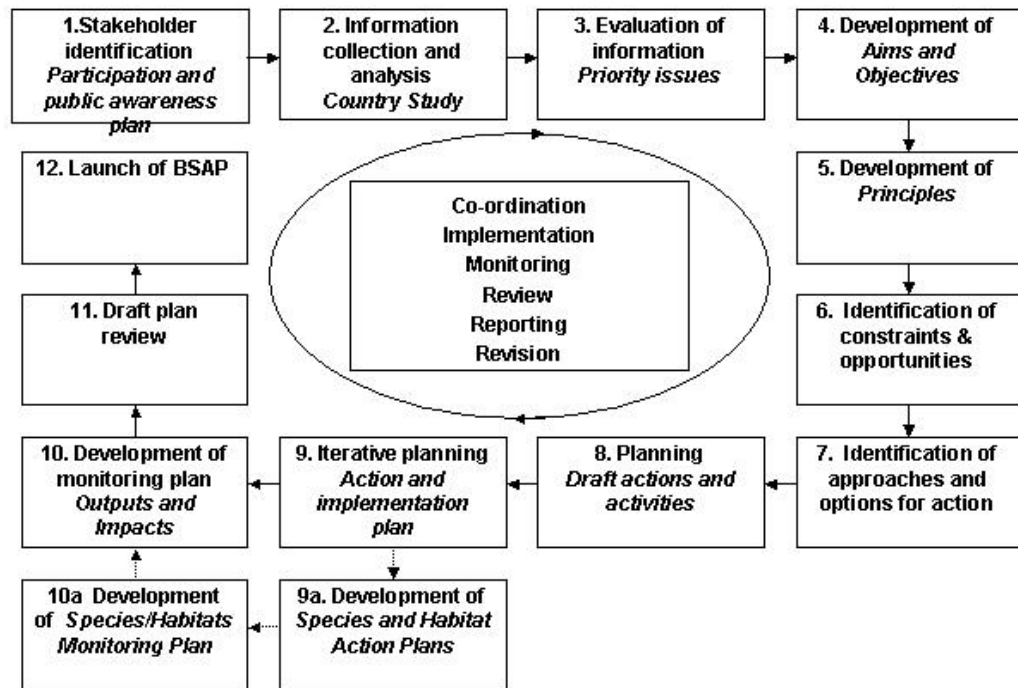 1.Stakeholder
identification
Participation and
public awareness
plan
2. Information
collection and
analysis
Country Study
3. Evaluation of
information
Priority issues
4. Development of
Aims and
Objectives
5. Development of
Principles
6. Identification of
constraints &
opportunities
7. Identification of
approaches and
options for action
8. Planning
Draft actions and
activities
9. Iterative planning
Action and
implementation
plan
9a. Development of
Species and Habitat
Action Plans
10a Development
of Species/Habitats
Monitoring Plan
10. Development of
monitoring plan
Outputs and
Impacts
11. Draft plan
review
12. Launch of BSAP
Co-ordination
Implementation
Monitoring
Review
Reporting
Revision